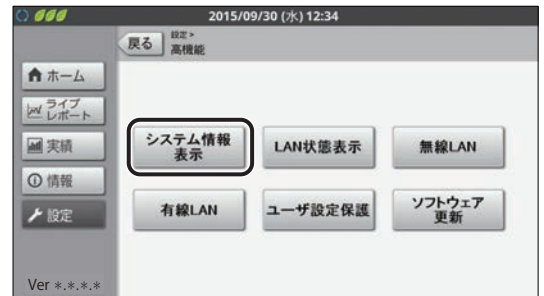 2015/09/30 (水) 12:34
戻る
設定>
高機能
ホーム
ライブ
レポート
実績
情報
設定
システム情報
表示
LAN状態表示
無線LAN
有線LAN
ユーザ設定保護
ソフトウェア
更新
Ver *.*.*.*